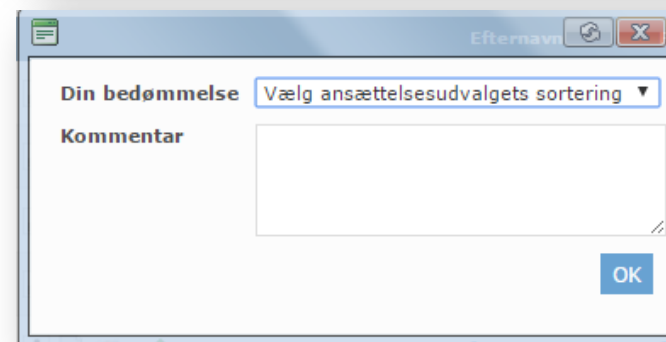 Efternavn
Din bedømmelse Vælg ansættelsesudvalgets sortering
Kommentar
OK